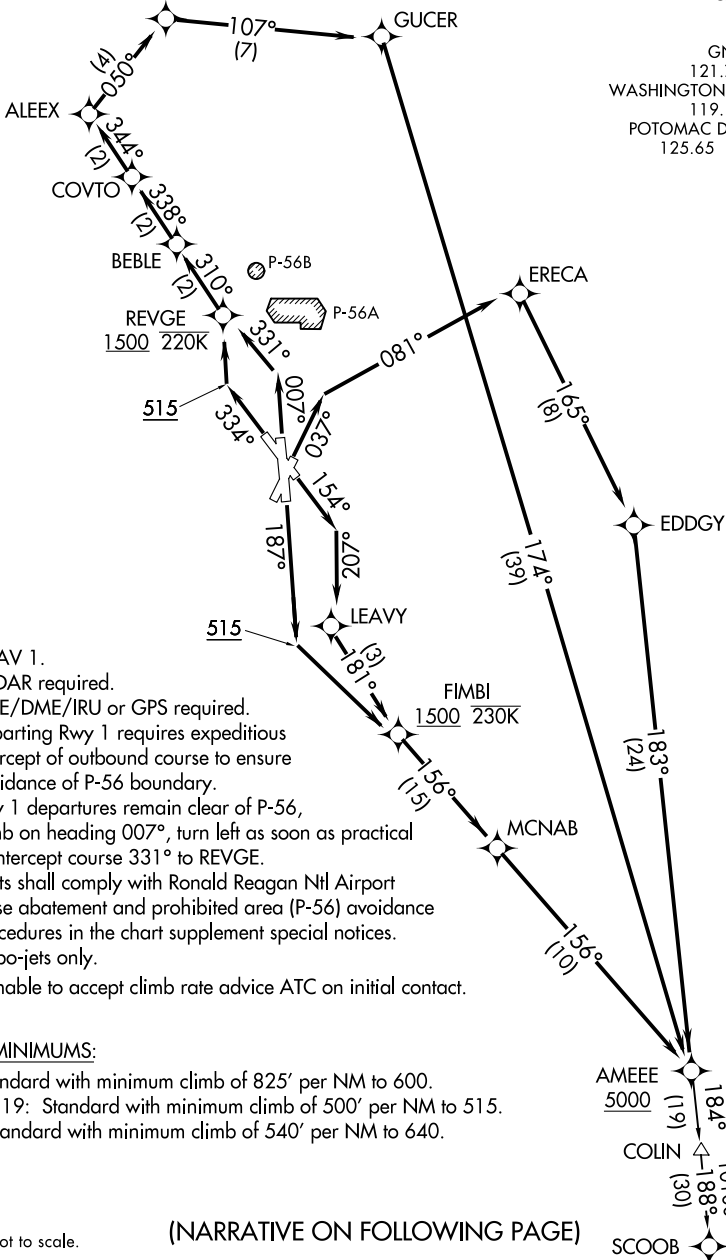 107°
(7)
GUCER
(4)
050°
GN
121.
WASHINGTON
119.
POTOMAC D
125.65
ALEEX
344°
(2)
COVTO
338°
(2)
BEBLE
310°
(2)
P-56B
P-56A
ERECA
REVGE
1500 220K
331°
081°
515
334°
007°
037°
165°
(8)
154°
187°
207°
EDDGY
174°
(39)
515
LEAVY
(3)
181°
FIMBI
1500 230K
AV 1.
DAR required.
E/DME/IRU or GPS required.
parting Rwy 1 requires expeditious
ercept of outbound course to ensure
idance of P-56 boundary.
y 1 departures remain clear of P-56,
mb on heading 007°, turn left as soon as practical
ntercept course 331° to REVGE.
ts shall comply with Ronald Reagan Ntl Airport
se abatement and prohibited area (P-56) avoidance
cedures in the chart supplement special notices.
bo-jets only.
nable to accept climb rate advice ATC on initial contact.
156°
(15)
183°
(24)
MCNAB
156°
(10)
MINIMUMS:
ndard with minimum climb of 825' per NM to 600.
19: Standard with minimum climb of 500' per NM to 515.
tandard with minimum climb of 540' per NM to 640.
AMEEE
5000
184°
(19)
COLIN
188°
(30)
SCOOB
ot to scale.
(NARRATIVE ON FOLLOWING PAGE)